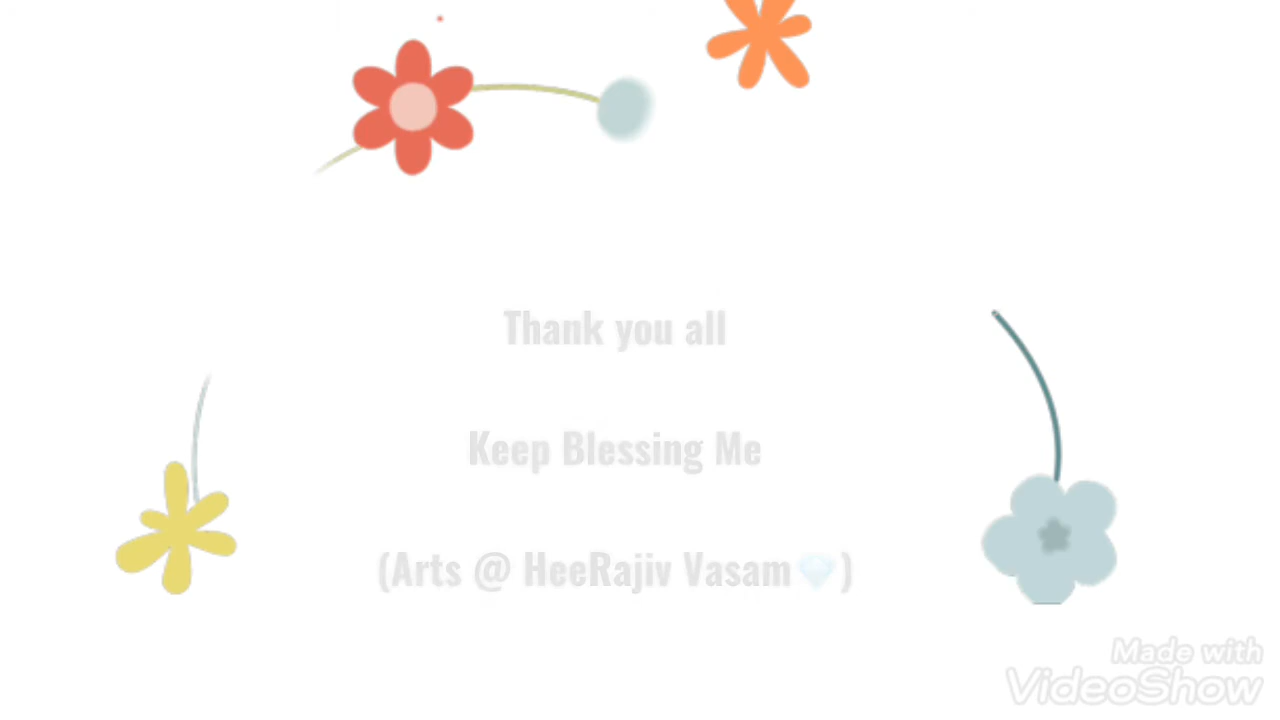 Thank you all
Keep Blessing Me
(Arts @ HeeRajiv Vasam💎)
Made with
VideoShow